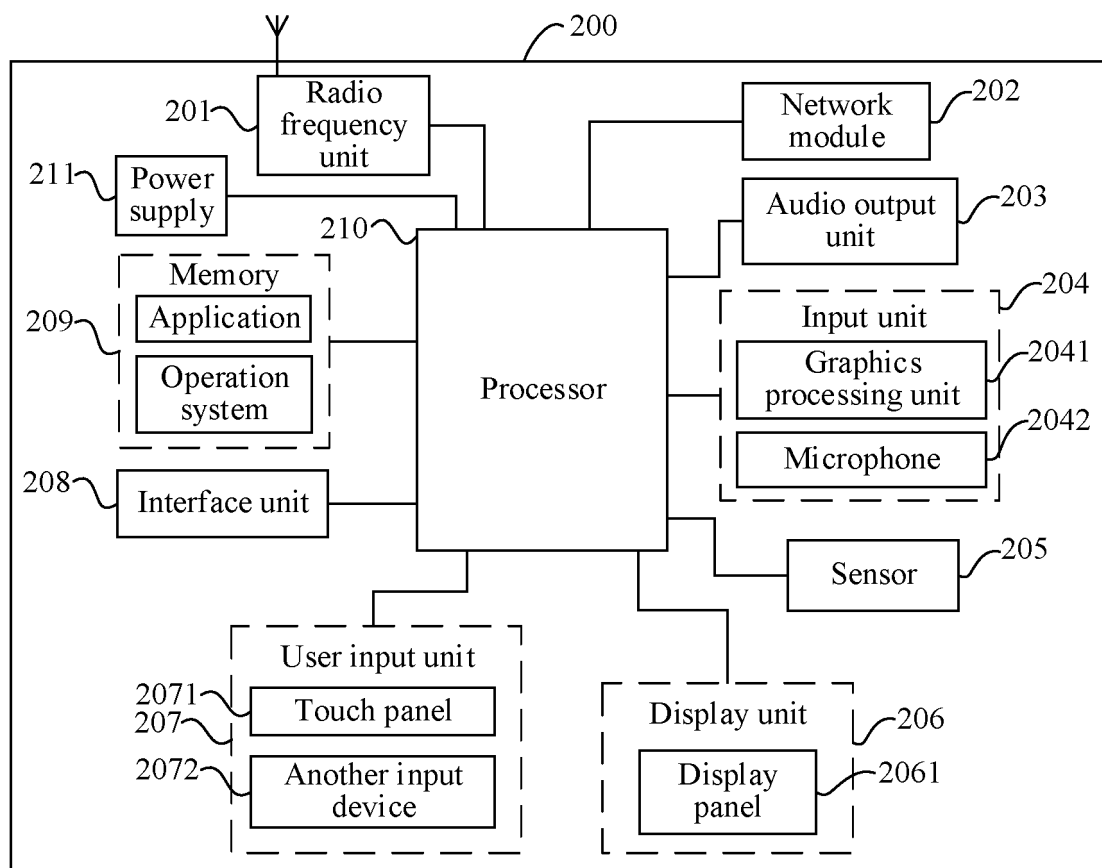 200
201
Radio
frequency
unit
202
Network
module
211
Power
supply
203
Audio output
unit
210
Processor
Memory
209
Application
Operation
system
204
Input unit
2041
Graphics
processing unit
2042
Microphone
208
Interface unit
205
Sensor
User input unit
2071
Touch panel
207
2072
Another input
device
Display unit
206
Display
panel
2061